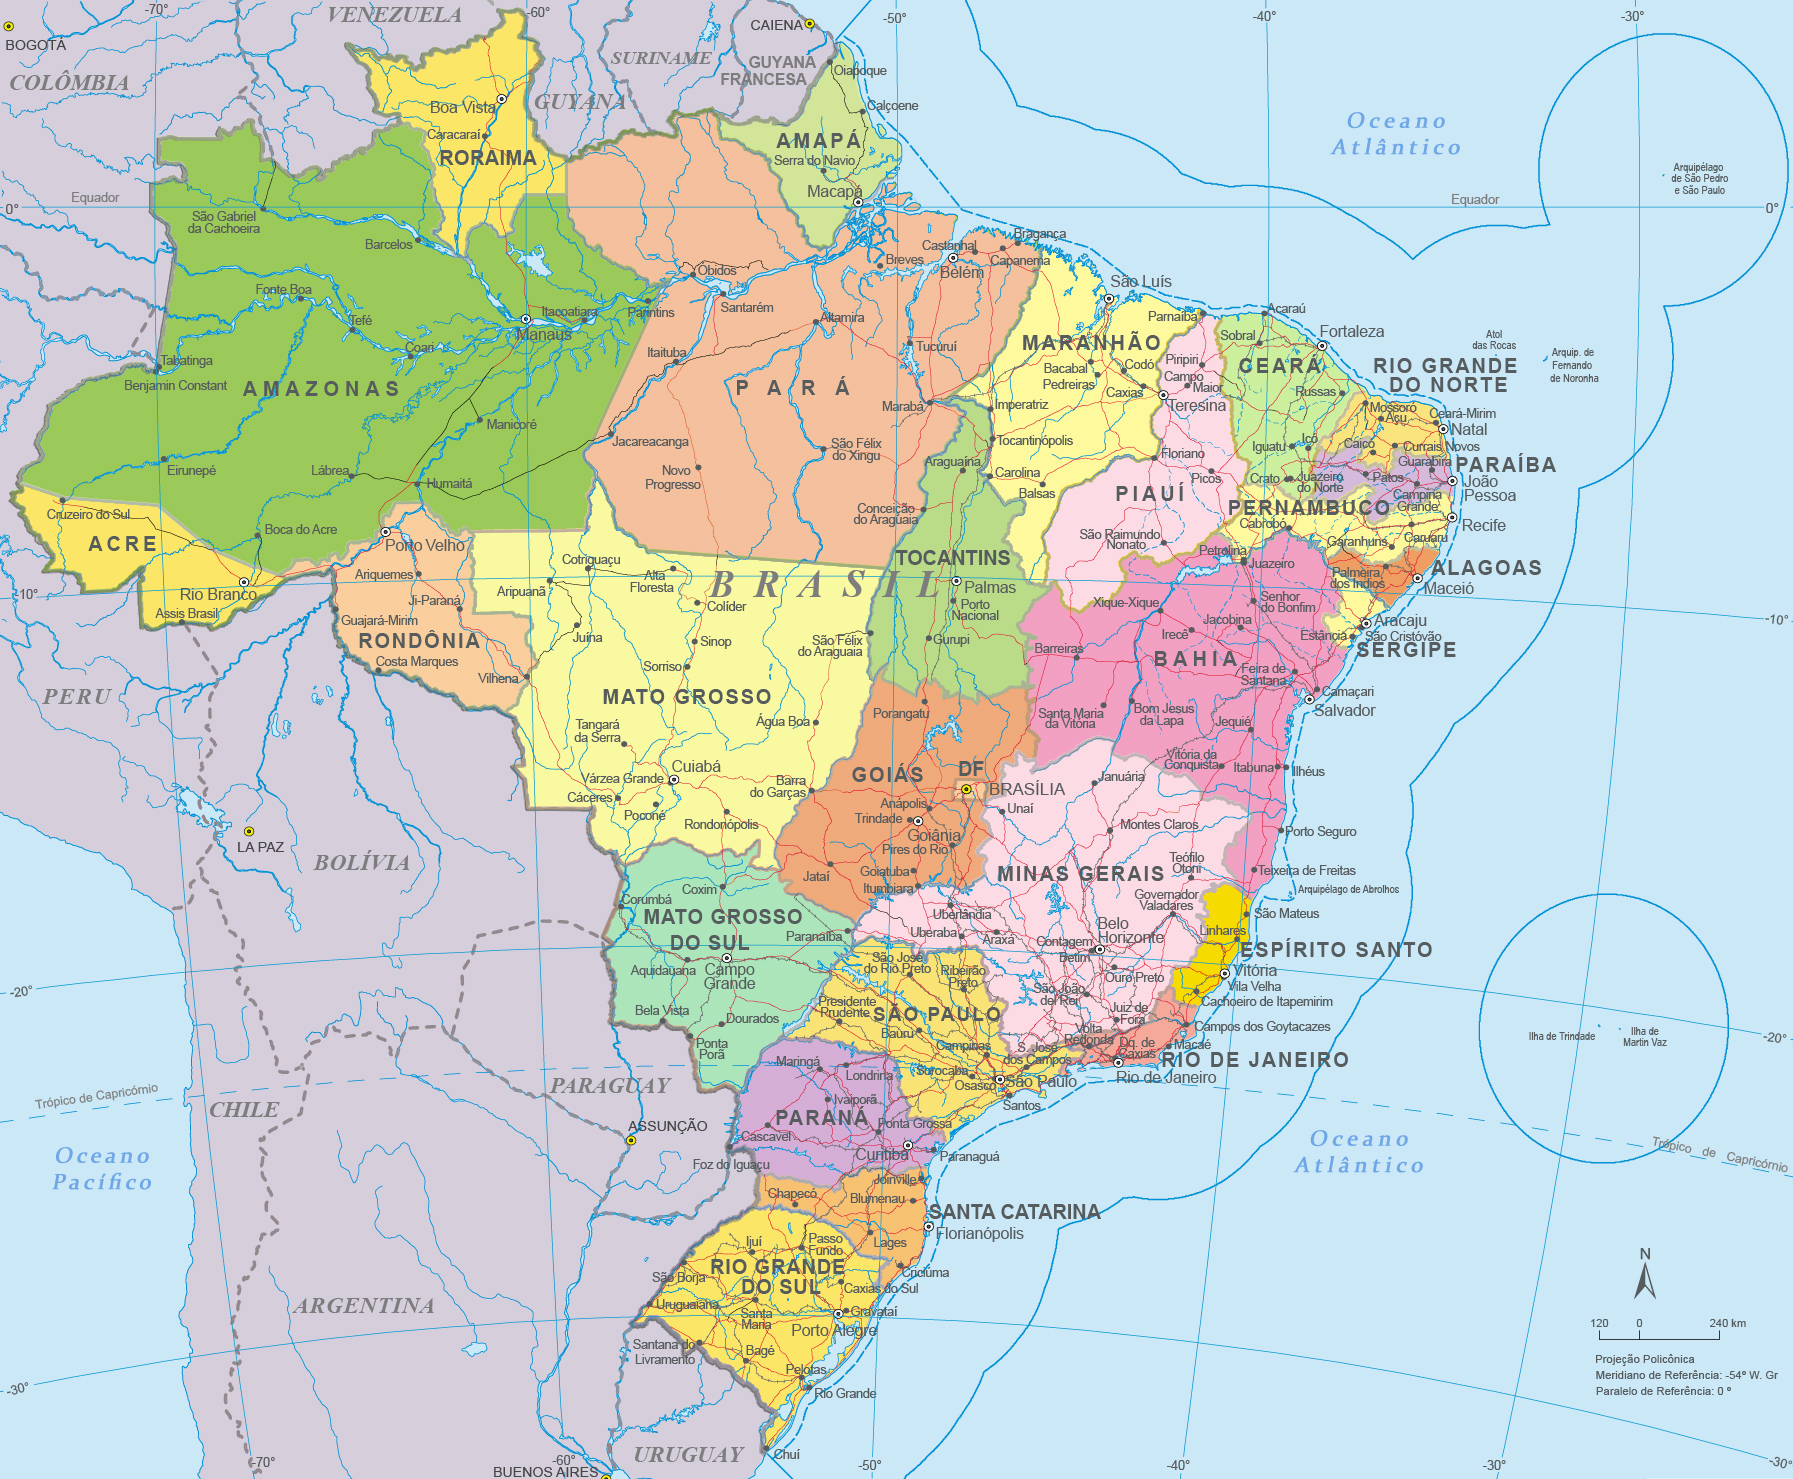 -70°
-60°
-50°
-40°
-30°
VENEZUELA
BOGOTÁ
COLÔMBIA
CAIENA
SURINAME
GUYANA
FRANCESA
GUYANA
Oiapoque
Calçoene
Boa Vista
Caracaraí
RORAIMA
AMAPÁ
Serra do Navio
Macapá
Oceano
Atlântico
Arquipélago
de São Pedro
e São Paulo
Equador
Equador
0°
0°
São Gabriel
da Cachoeira
Barcelos
Fonte Boa
Tefé
Coari
Itacoatiara
Manaus
Parintins
Óbidos
Santarém
Breves
Castanhal
Bragança
Capanema
Belém
São Luís
Tabatinga
Benjamin Constant
AMAZONAS
Manicoré
Itaituba
Altamira
Tucuruí
PARÁ
Marabá
MARANHÃO
Bacabal
Pedreiras
Codó
Caxias
Parnaíba
Piripiri
Campo
Maior
Teresina
Acaraú
Sobral
Fortaleza
CEARÁ
Russas
Atol
das Rocas
Arquip. de
Fernando
de Noronha
RIO GRANDE
DO NORTE
Mossoró
Açu
Ceará-Mirim
Natal
Caicó
Currais Novos
Imperatriz
Tocantinópolis
Araguaína
Carolina
Balsas
Floriano
Picos
Iguatu
Icó
Crato
Juazeiro
do Norte
Patos
Guarabira
PARAÍBA
João
Pessoa
Campina
Grande
Eirunepé
Lábrea
Humaitá
Jacareacanga
Novo
Progresso
São Félix
do Xingu
Conceição
do Araguaia
PIAUÍ
São Raimundo
Nonato
PERNAMBUCO
Cabrobó
Recife
Caruaru
Garanhuns
Petrolina
Juazeiro
Cruzeiro do Sul
ACRE
Boca do Acre
Rio Branco
Assis Brasil
Porto Velho
Ariquemes
Ji-Paraná
Guajará-Mirim
RONDÔNIA
Costa Marques
Vilhena
Cotriguaçu
Aripuanã
Alta
Floresta
Colíder
Juína
Sinop
Sorriso
São Félix
do Araguaia
BRASIL
TOCANTINS
Palmas
Porto
Nacional
Gurupi
Palmeira
dos Índios
ALAGOAS
Maceió
Xique-Xique
Senhor
do Bonfim
Jacobina
Irecê
Aracaju
Estância
São Cristóvão
SERGIPE
-10°
-10°
BAHIA
Barreiras
Feira de
Santana
Camaçari
Salvador
PERU
MATO GROSSO
Tangará
da Serra
Água Boa
Porangatu
Santa Maria
da Vitória
Bom Jesus
da Lapa
Jequié
Vitória da
Conquista
Itabuna
Ilhéus
Várzea Grande
Cuiabá
Cáceres
Poconé
Rondonópolis
Barra
do Garças
GOIÁS
DF
BRASÍLIA
Anápolis
Trindade
Goiânia
Pires do Rio
Unaí
Januária
Montes Claros
Porto Seguro
LA PAZ
BOLÍVIA
Jataí
Goiatuba
Itumbiara
MINAS GERAIS
Teófilo
Otoni
Governador
Valadares
Teixeira de Freitas
Arquipélago de Abrolhos
Coxim
Corumbá
MATO GROSSO
DO SUL
Paranaíba
Uberlândia
Uberaba
Araxá
Contagem
Betim
Belo
Horizonte
Ouro Preto
São Mateus
Linhares
ESPÍRITO SANTO
Vitória
Vila Velha
Cachoeiro de Itapemirim
Aquidauana
Campo
Grande
Bela Vista
Dourados
Ponta
Porã
São José
do Rio Preto
Ribeirão
Preto
Presidente
Prudente
SÃO PAULO
Bauru
Campinas
São João
del Rei
Juiz de
Fora
Volta
Redonda
Campos dos Goytacazes
Dq. de
Caxias
Macaé
RIO DE JANEIRO
Rio de Janeiro
S. José
dos Campos
Sorocaba
Osasco
São Paulo
Santos
-20°
-20°
Ilha de Trindade
Ilha de
Martin Vaz
PARAGUAY
Trópico de Capricórnio
CHILE
Maringá
Londrina
Ivaiporã
PARANÁ
Ponta Grossa
Cascavel
Curitiba
Paranaguá
Foz do Iguaçu
ASSUNÇÃO
Oceano
Pacífico
Oceano
Atlântico
Trópico de Capricórnio
Joinville
Chapecó
Blumenau
SANTA CATARINA
Florianópolis
Lages
Criciúma
Ijuí
Passo
Fundo
RIO GRANDE
DO SUL
São Borja
Uruguaiana
Santa
Maria
Caxias do Sul
Gravataí
Porto Alegre
Santana do
Livramento
Bagé
Pelotas
Rio Grande
Chuí
ARGENTINA
URUGUAY
BUENOS AIRES
N
120 0 240 km
Projeção Policônica
Meridiano de Referência: -54° W. Gr
Paralelo de Referência: 0 °
-30°
-30°
-70°
-60°
-50°
-40°
-30°